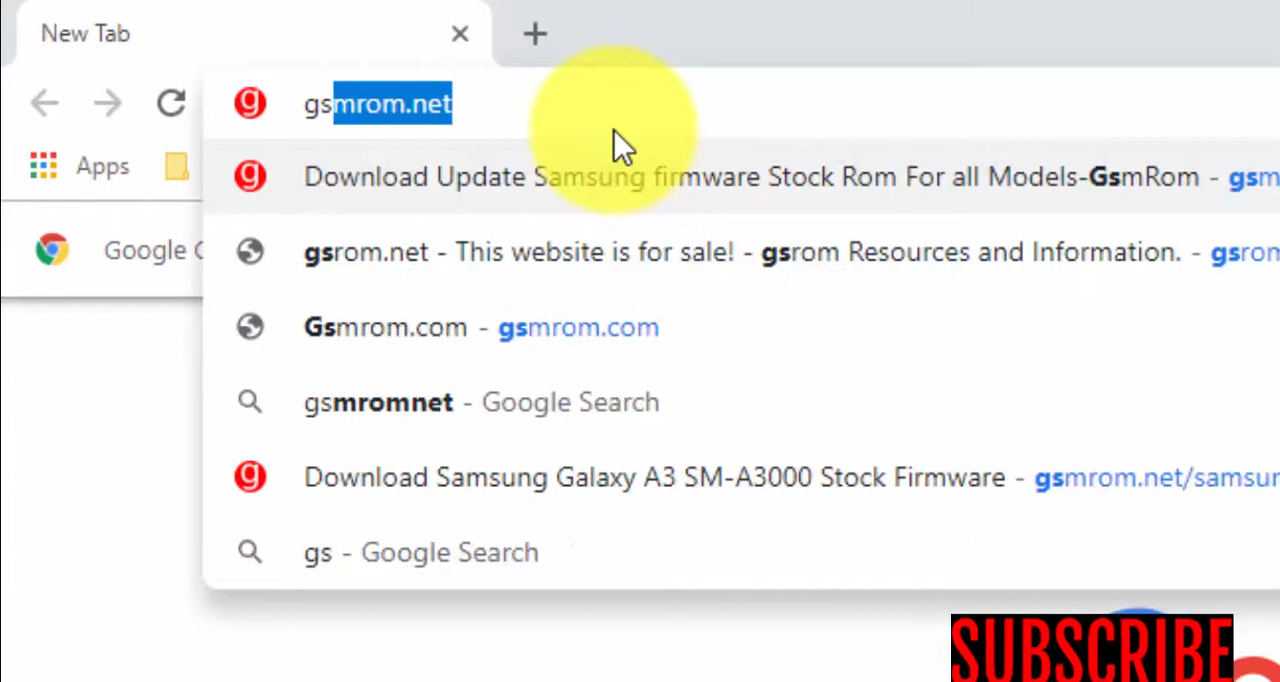 New Tab
gsmrom.net
Apps
Download Update Samsung firmware Stock Rom For all Models-GsmRom - gsm
Google C
gsrom.net - This website is for sale! - gsrom Resources and Information. - gsrom
Gsmrom.com - gsmrom.com
gsmromnet - Google Search
Download Samsung Galaxy A3 SM-A3000 Stock Firmware - gsmrom.net/samsun
gs - Google Search
SUBSCRIBE